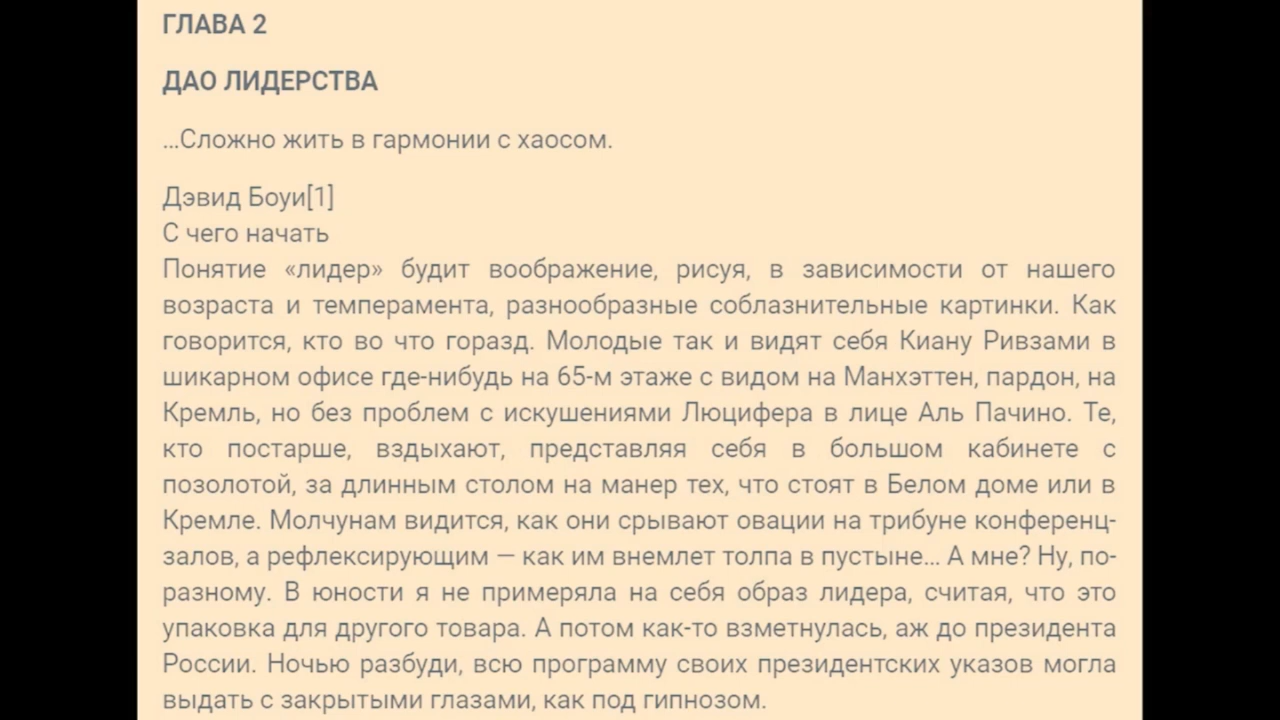 ГЛАВА 2
ДАО ЛИДЕРСТВА
...Сложно жить в гармонии с хаосом.
Дэвид Боуи[1]
С чего начать
Понятие «лидер» будит воображение, рисуя, в зависимости от нашего
возраста и темперамента, разнообразные соблазнительные картинки. Как
говорится, кто во что горазд. Молодые так и видят себя Киану Ривзами в
шикарном офисе где-нибудь на 65-м этаже с видом на Манхэттен, пардон, на
Кремль, но без проблем с искушениями Люцифера в лице Аль Пачино. Те,
кто постарше, вздыхают, представляя себя в большом кабинете с
позолотой, за длинным столом на манер тех, что стоят в Белом доме или в
Кремле. Молчунам видится, как они срывают овации на трибуне конференц-
залов, а рефлексирующим — как им внемлет толпа в пустыне... А мне? Ну, по-
разному. В юности я не примеряла на себя образ лидера, считая, что это
упаковка для другого товара. А потом как-то взметнулась, аж до президента
России. Ночью разбуди, всю программу своих президентских указов могла
выдать с закрытыми глазами, как под гипнозом.